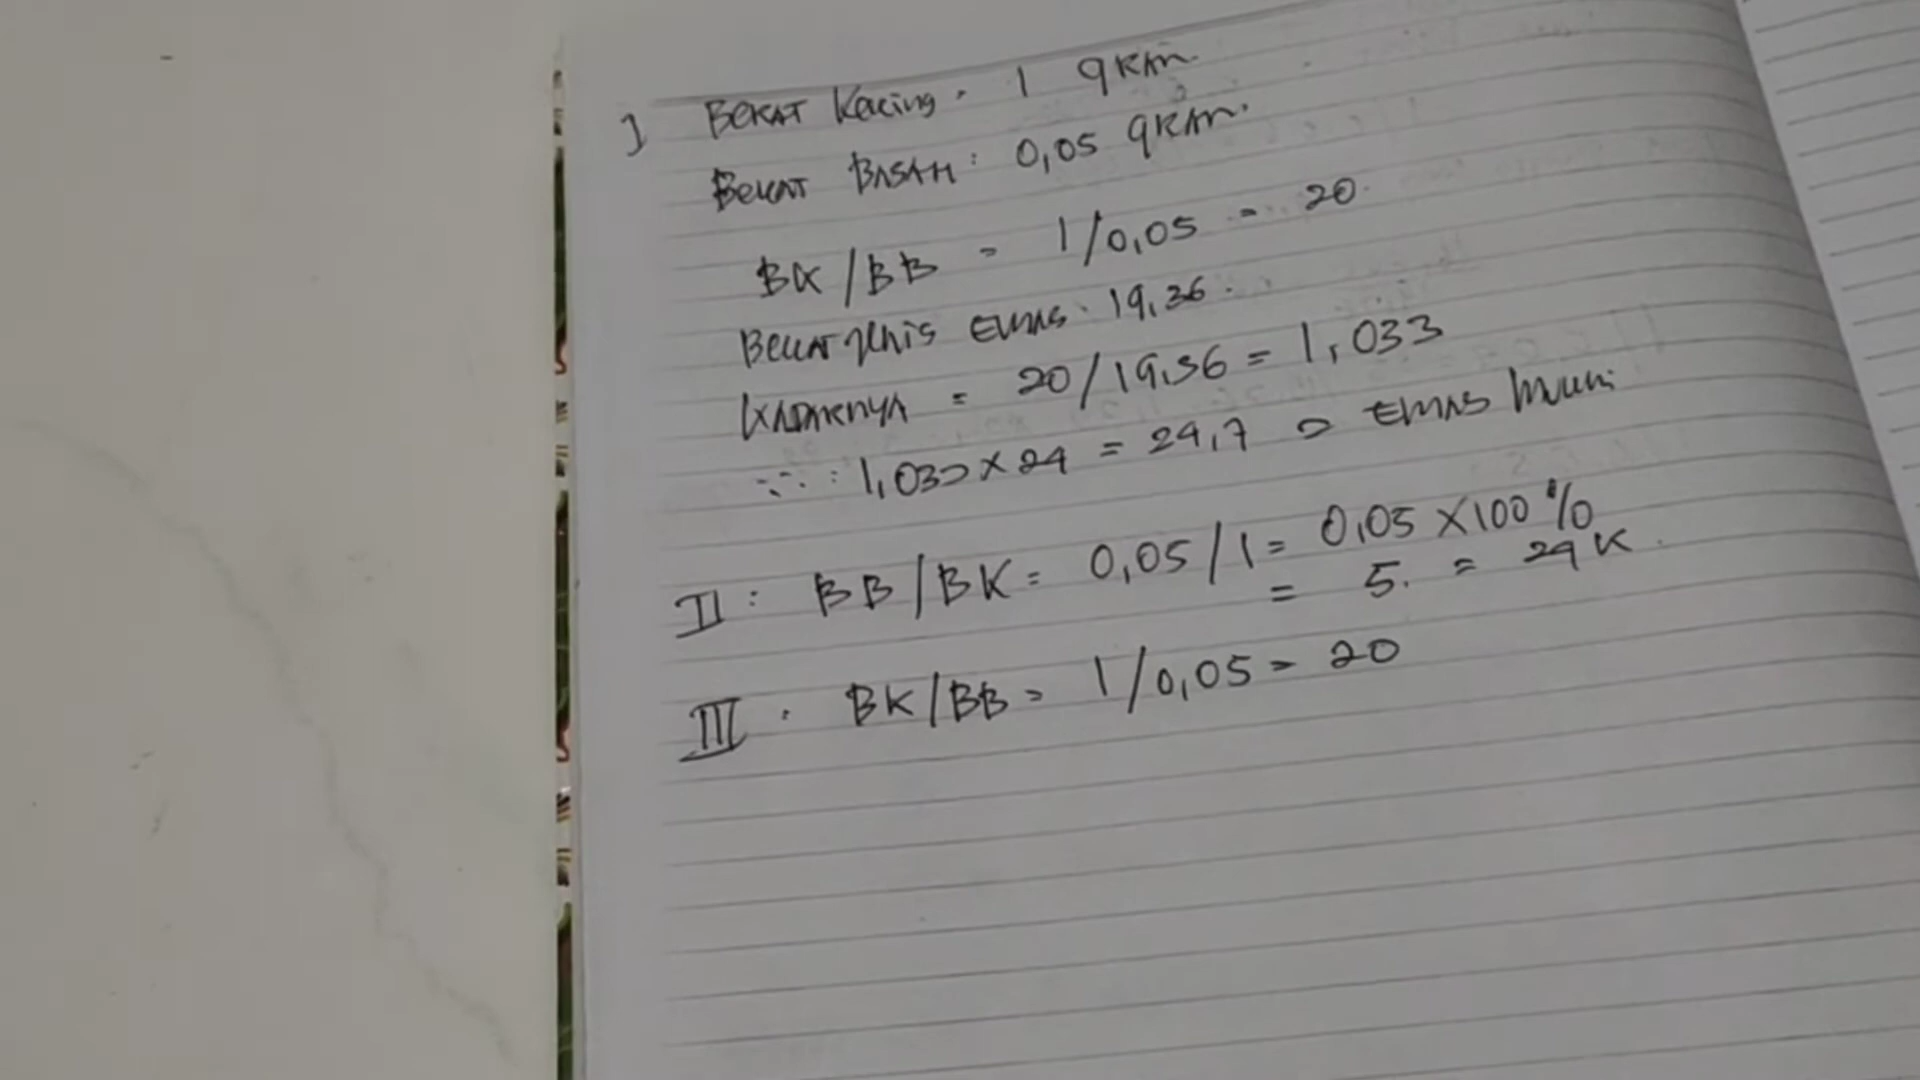 I BERAT Kering. 1 gram
BERAT BASAH: 0,05 gram.
BK/BB = 1/0,05 = 20.
BERAT Jenis EMAS. 19,36.
KADARNYA = 20/19,36 = 1,033
∴ : 1,033 x 24 = 24,7 ⊃ EMAS Murni
II: BB/BK= 0,05/1= 0,05 x100%
= 5. = 24 K.
III. BK/BB= 1/0,05= 20